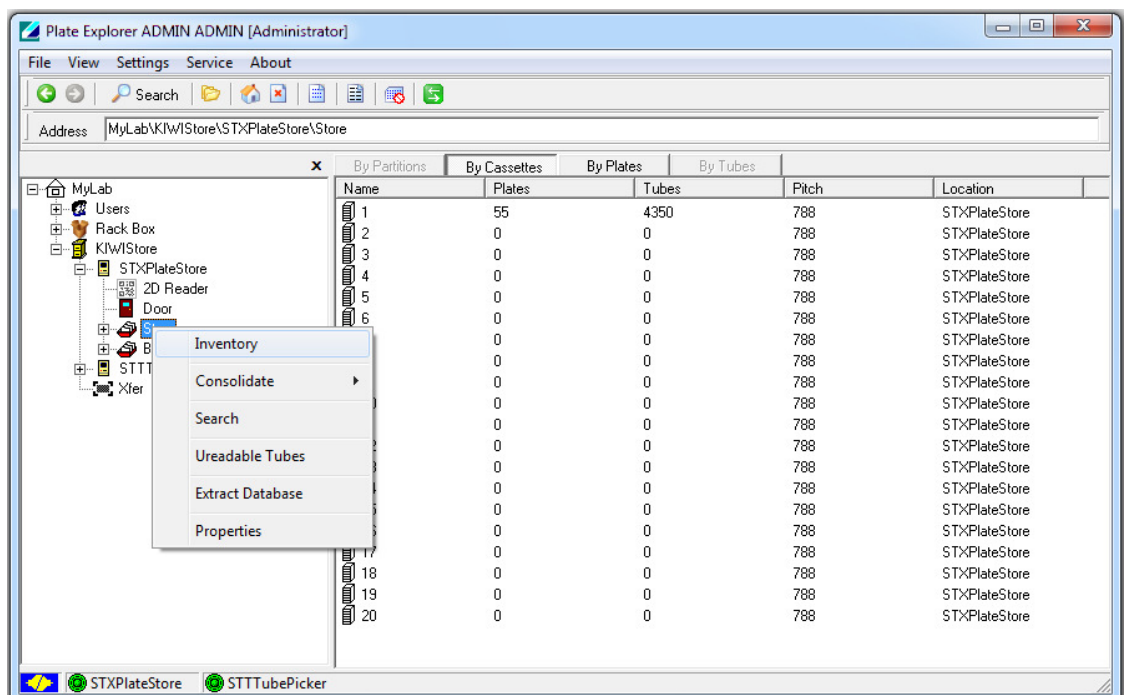 Plate Explorer ADMIN ADMIN [Administrator]
File View Settings Service About
Search
Address MyLab\KIWIStore\STXPlateStore\Store
x By Partitions By Cassettes By Plates By Tubes
MyLab
Users
Rack Box
KIWIStore
STXPlateStore
2D Reader
Door
S
B
STTT
Xfer
Inventory
Consolidate
Search
Ureadable Tubes
Extract Database
Properties
Name Plates Tubes Pitch Location
1 55 4350 788 STXPlateStore
2 0 0 788 STXPlateStore
3 0 0 788 STXPlateStore
4 0 0 788 STXPlateStore
5 0 0 788 STXPlateStore
6 0 0 788 STXPlateStore
0 0 788 STXPlateStore
0 0 788 STXPlateStore
0 0 788 STXPlateStore
0 0 788 STXPlateStore
0 0 788 STXPlateStore
0 0 788 STXPlateStore
0 0 788 STXPlateStore
0 0 788 STXPlateStore
0 0 788 STXPlateStore
0 0 788 STXPlateStore
17 0 0 788 STXPlateStore
18 0 0 788 STXPlateStore
19 0 0 788 STXPlateStore
20 0 0 788 STXPlateStore
STXPlateStore STTTubePicker